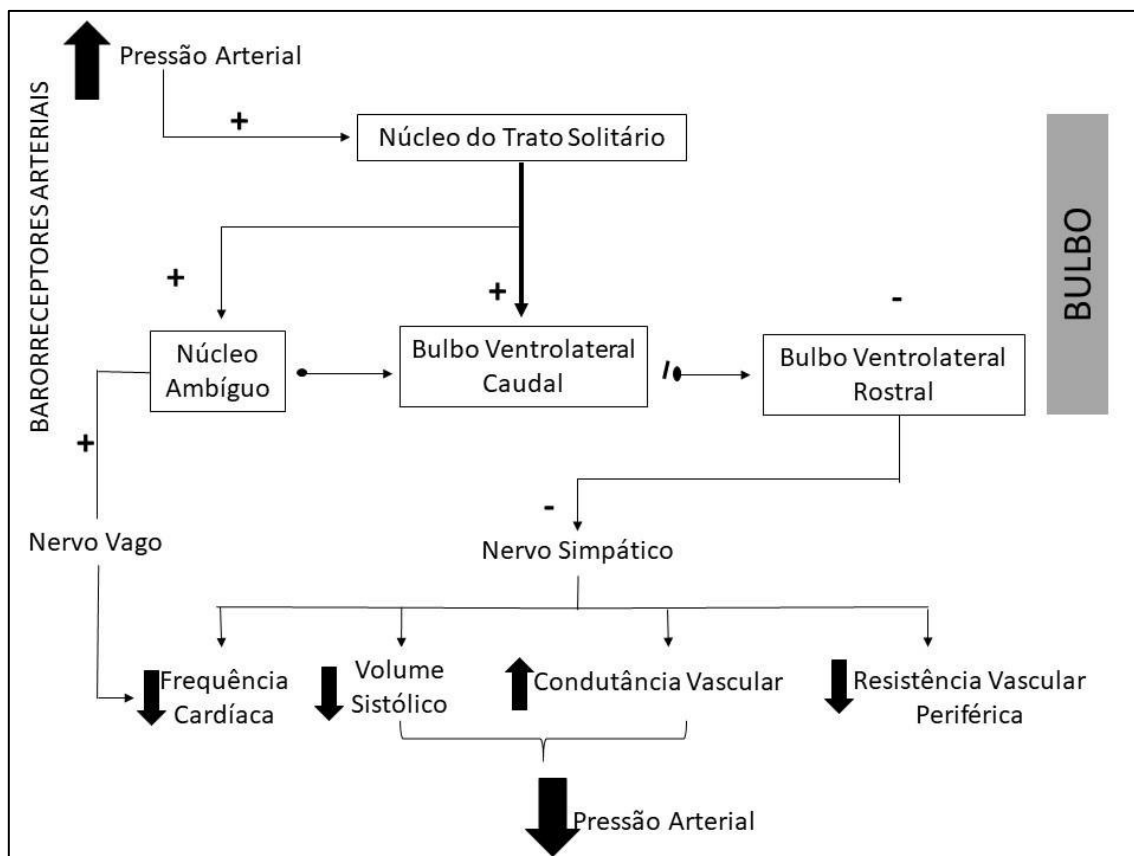 BARORRECEPTORES ARTERIAIS
Pressão Arterial
+
Núcleo do Trato Solitário
BULBO
+
+
-
Núcleo
Ambíguo
Bulbo Ventrolateral
Caudal
Bulbo Ventrolateral
Rostral
+
-
Nervo Vago
Nervo Simpático
Frequência
Cardíaca
Volume
Sistólico
Condutância Vascular
Resistência Vascular
Periférica
Pressão Arterial